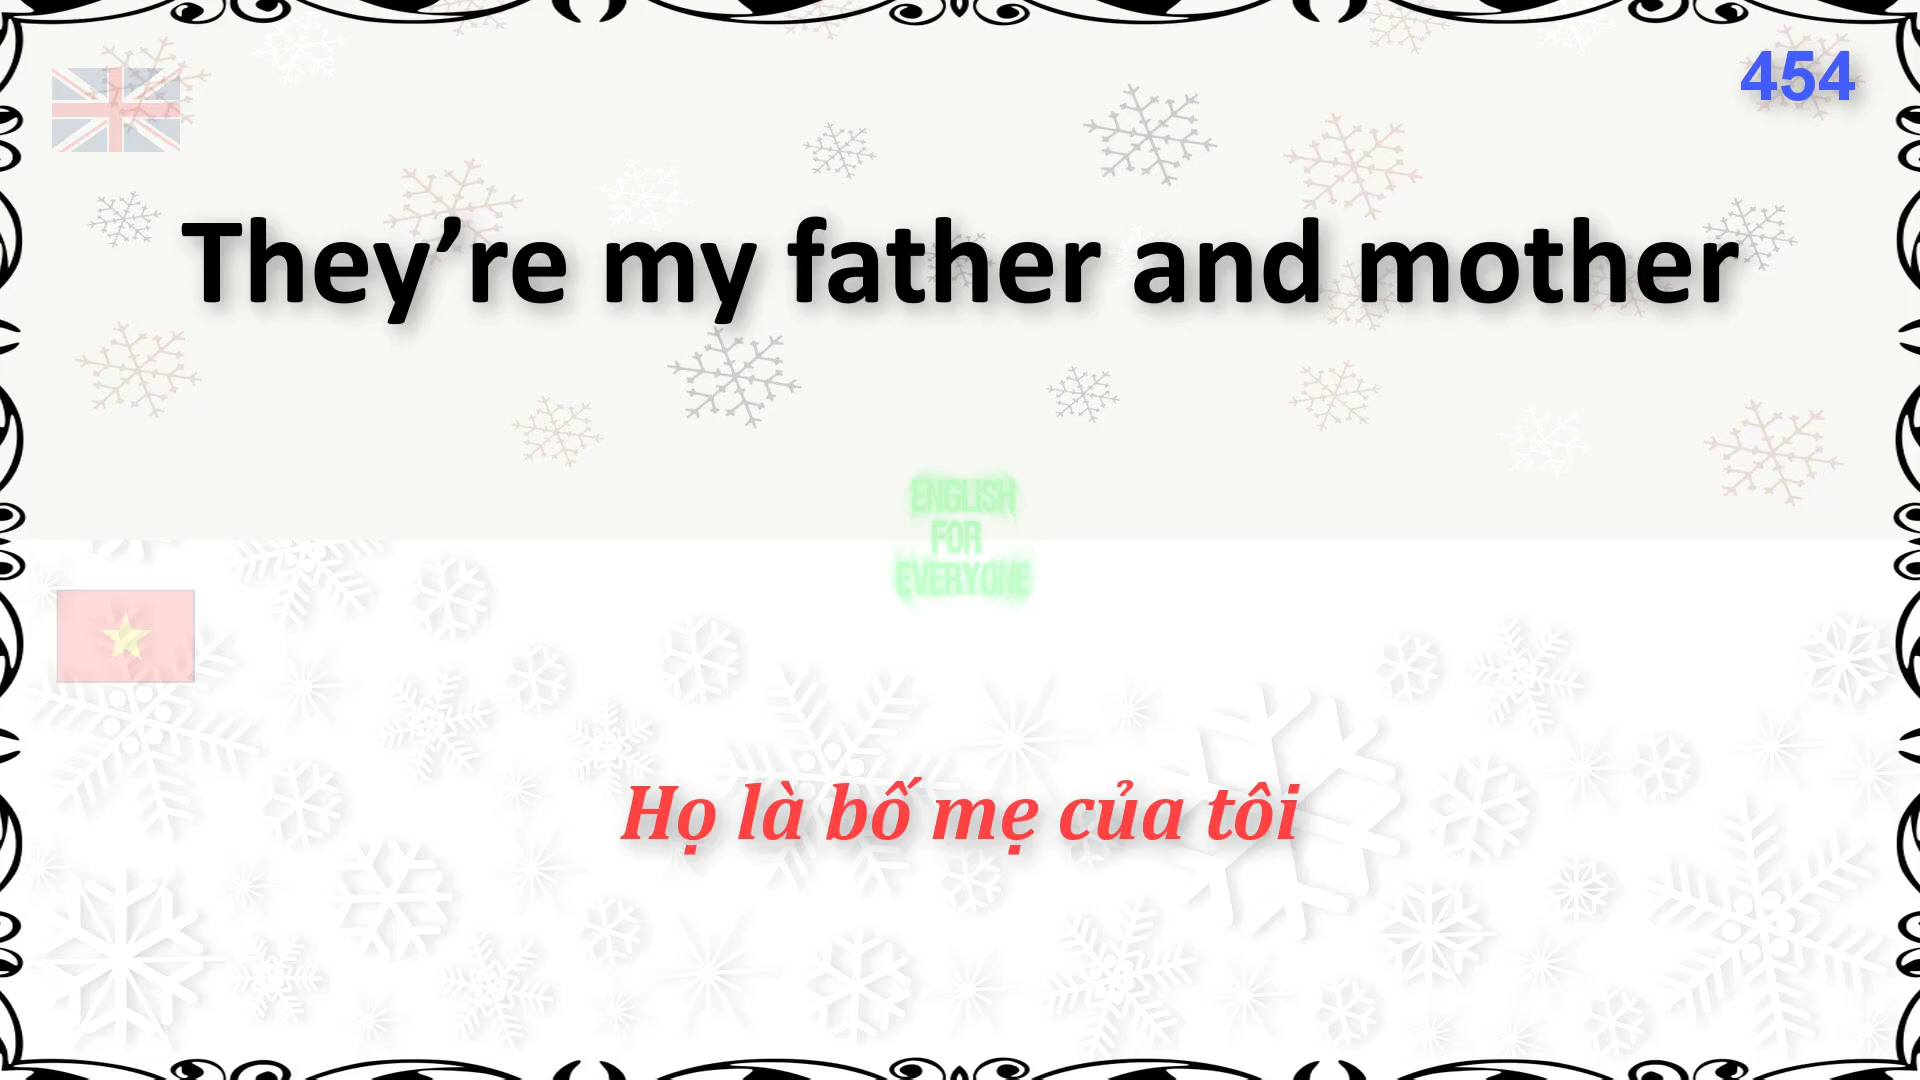 454
They’re my father and mother
ENGLISH
FOR
EVERYONE
Họ là bố mẹ của tôi